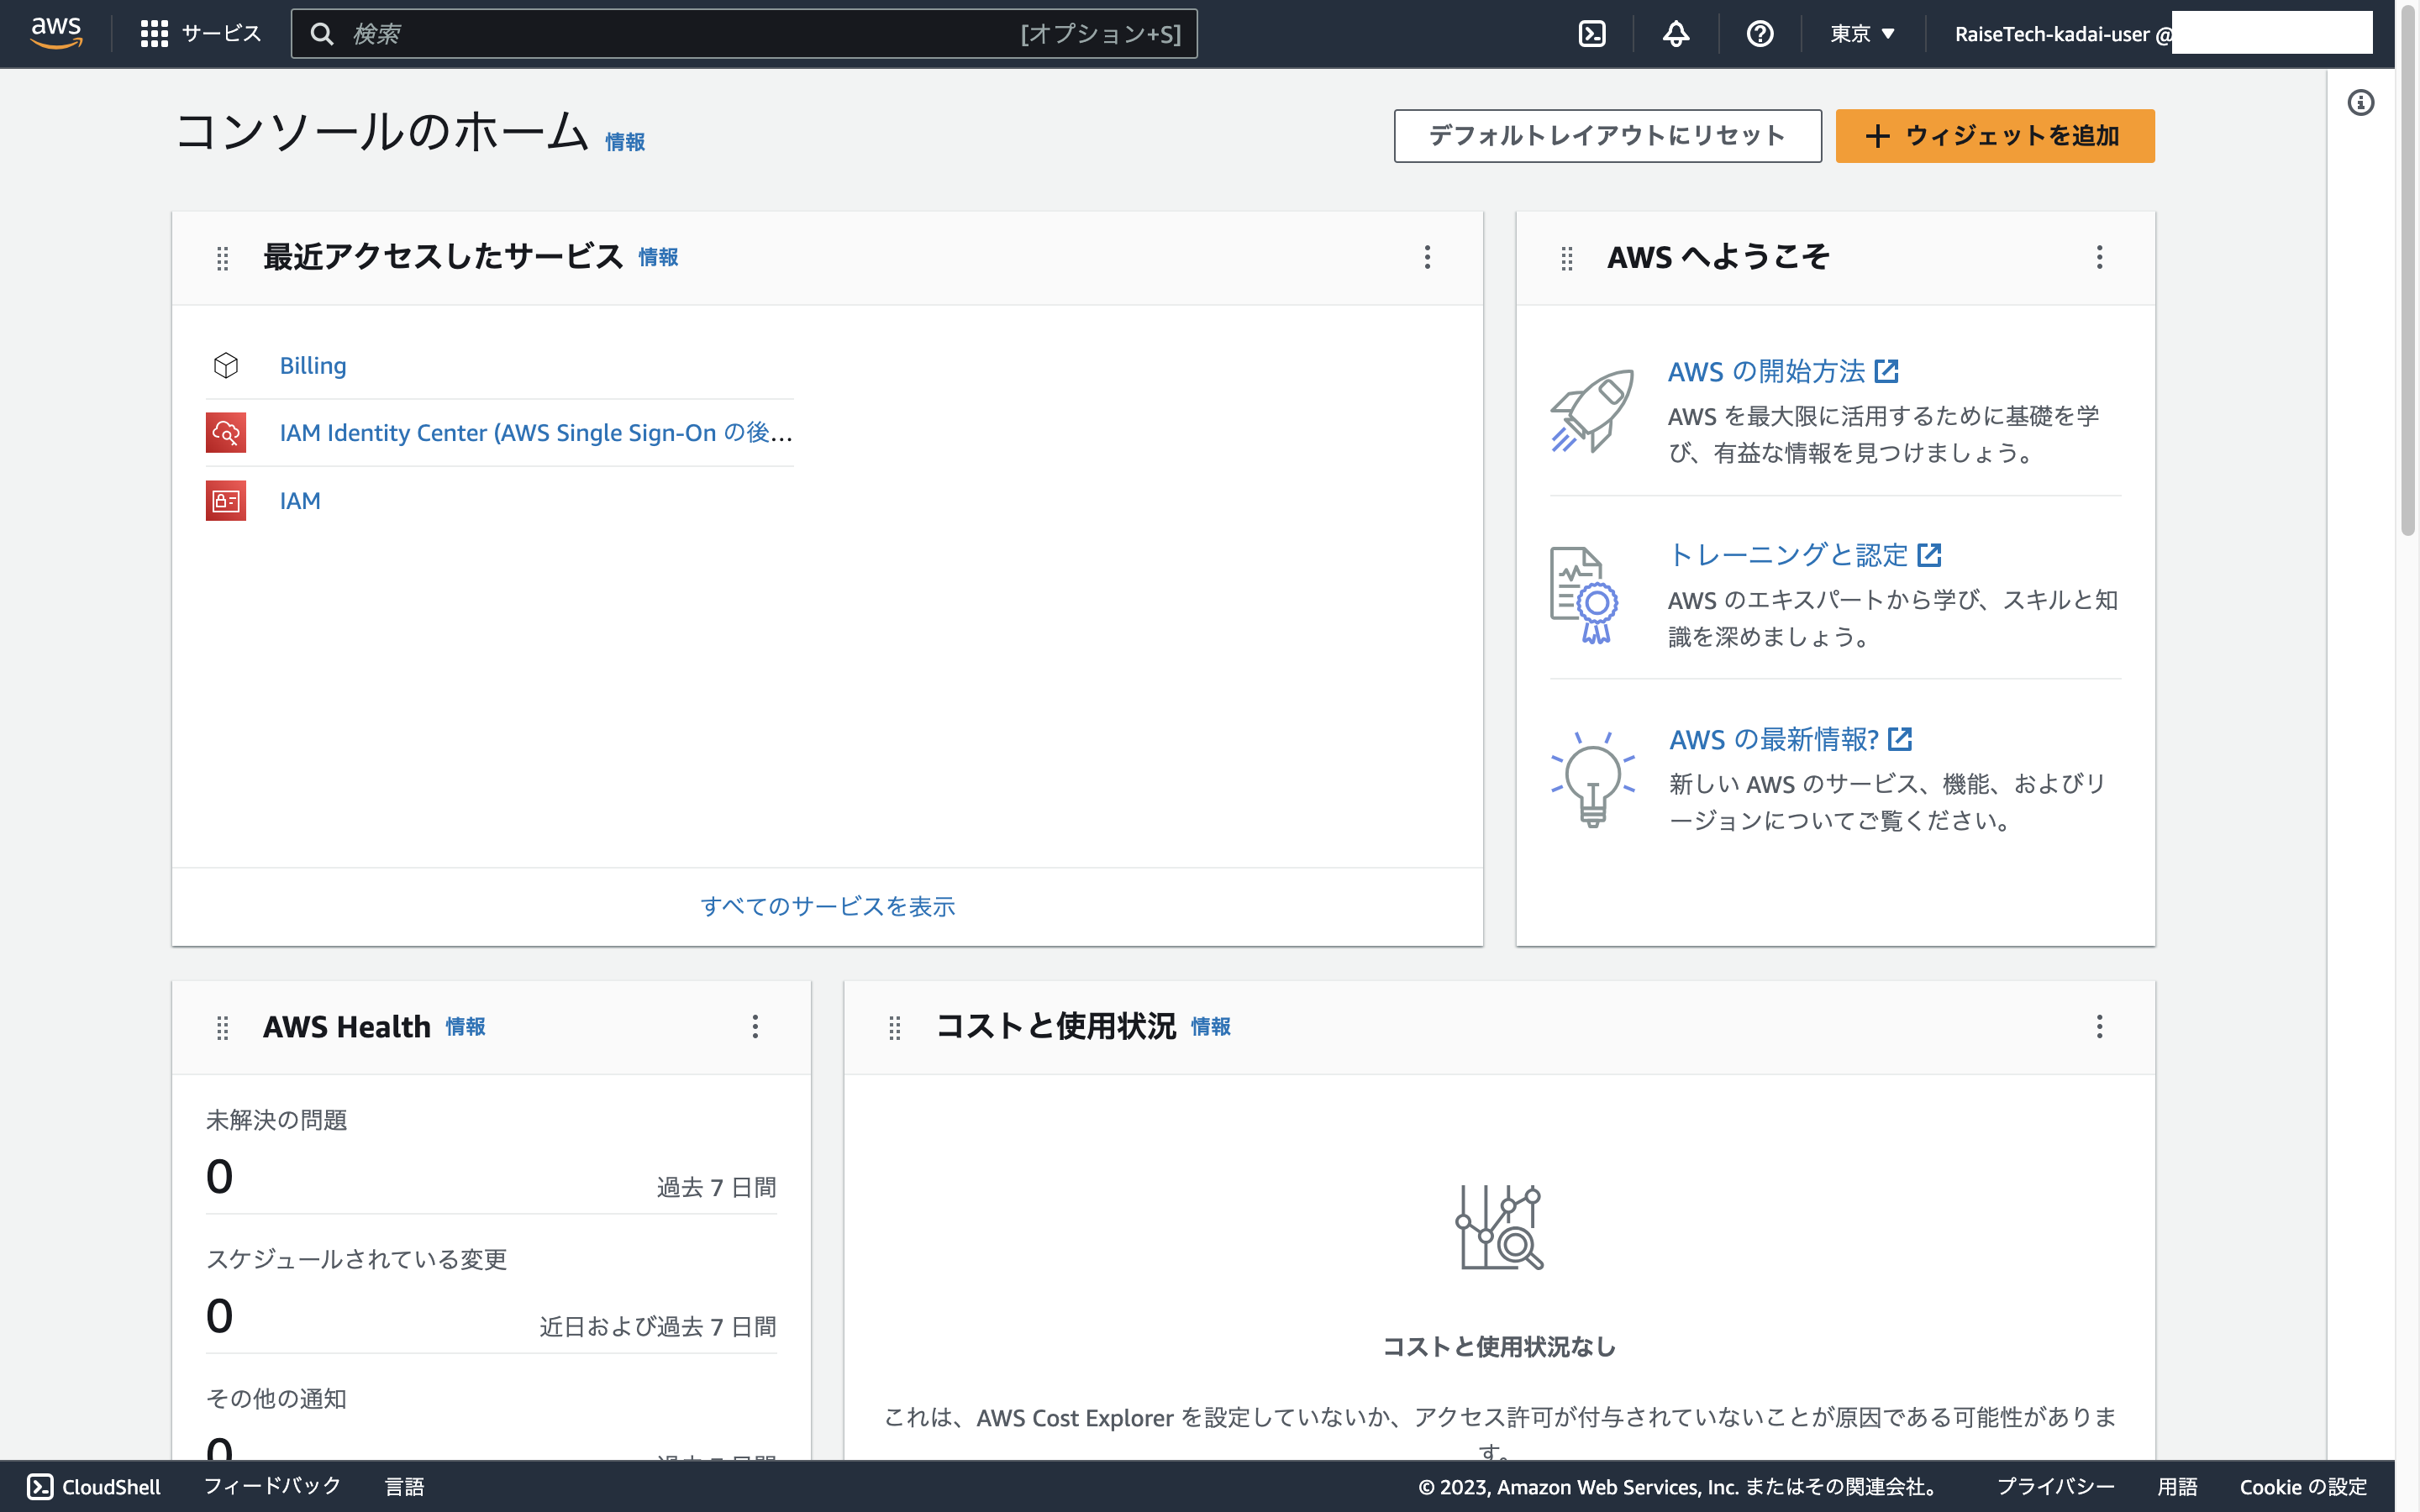 aws
サービス
検索
[オプション+S]
東京 ▼
RaiseTech-kadai-user @
コンソールのホーム 情報
デフォルトレイアウトにリセット
+ ウィジェットを追加
最近アクセスしたサービス 情報
Billing
IAM Identity Center (AWS Single Sign-On の後...
IAM
すべてのサービスを表示
AWS へようこそ
AWS の開始方法
AWS を最大限に活用するために基礎を学
び、有益な情報を見つけましょう。
トレーニングと認定
AWS のエキスパートから学び、スキルと知
識を深めましょう。
AWS の最新情報?
新しい AWS のサービス、機能、およびリ
ージョンについてご覧ください。
AWS Health 情報
未解決の問題
0
過去 7 日間
スケジュールされている変更
0
近日および過去 7 日間
その他の通知
0
過去 7 日間
コストと使用状況 情報
コストと使用状況なし
これは、AWS Cost Explorer を設定していないか、アクセス許可が付与されていないことが原因である可能性がありま
す。
CloudShell
フィードバック
言語
© 2023, Amazon Web Services, Inc. またはその関連会社。
プライバシー
用語
Cookie の設定